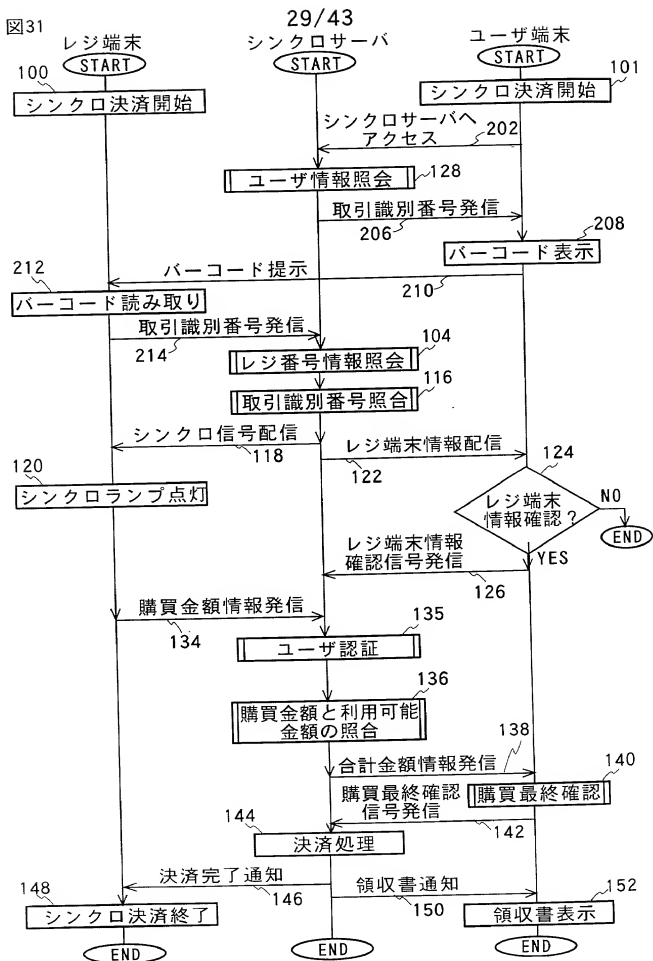 29/43
図31
レジ端末
シンクロサーバ
ユーザ端末
START
START
START
100
シンクロ決済開始
101
シンクロ決済開始
シンクロサーバへ
アクセス
202
ユーザ情報照会
128
取引識別番号発信
206
208
バーコード表示
バーコード提示
210
212
バーコード読み取り
取引識別番号発信
214
104
レジ番号情報照会
116
取引識別番号照合
シンクロ信号配信
118
レジ端末情報配信
122
120
シンクロランプ点灯
124
レジ端末
情報確認?
NO
END
YES
レジ端末情報
確認信号発信
126
購買金額情報発信
134
135
ユーザ認証
136
購買金額と利用可能
金額の照合
合計金額情報発信
138
140
購買最終確認
購買最終確認
信号発信
142
144
決済処理
決済完了通知
146
領収書通知
150
148
シンクロ決済終了
152
領収書表示
END
END
END